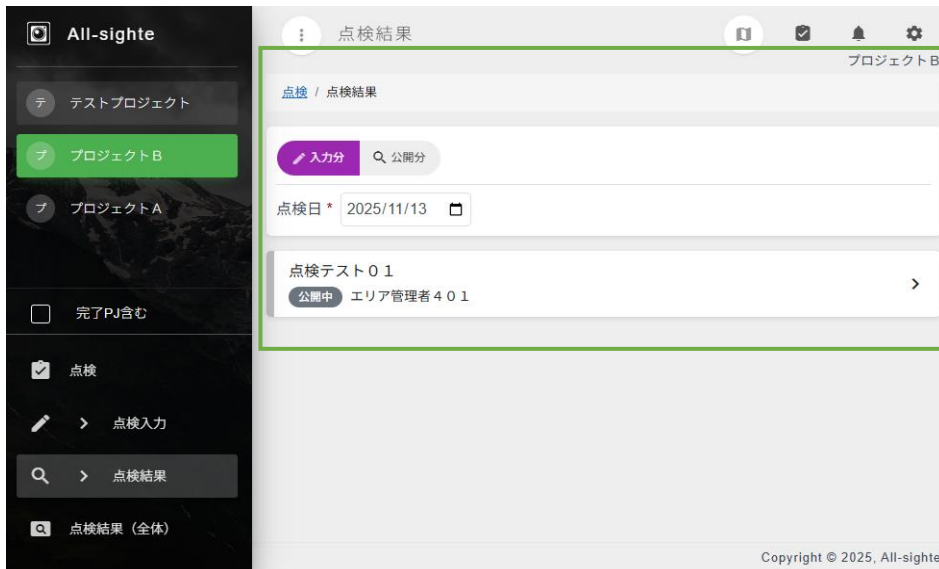 All-sighte
テ テストプロジェクト
プ プロジェクトB
プ プロジェクトA
完了PJ含む
点検
点検入力
点検結果
点検結果（全体）
点検結果
プロジェクトB
点検 / 点検結果
入力分 公開分
点検日 * 2025/11/13
点検テスト０１
公開中 エリア管理者４０１
Copyright © 2025, All-sighte